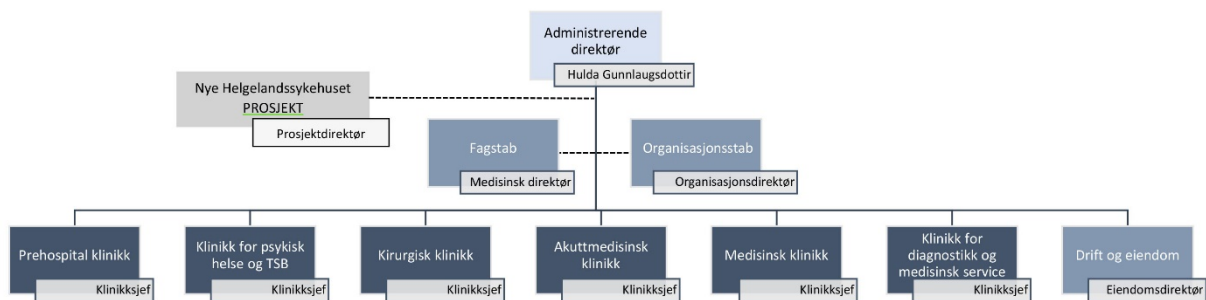 Administrerende
direktør
Hulda Gunnlaugsdottir
Nye Helgelandssykehuset
PROSJEKT
Prosjektdirektør
Fagstab
Medisinsk direktør
Organisasjonsstab
Organisasjonsdirektør
Prehospital klinikk
Klinikksjef
Klinikk for psykisk
helse og TSB
Klinikksjef
Kirurgisk klinikk
Klinikksjef
Akuttmedisinsk
klinikk
Klinikksjef
Medisinsk klinikk
Klinikksjef
Klinikk for
diagnostikk og
medisinsk service
Klinikksjef
Drift og eiendom
Eiendomsdirektør